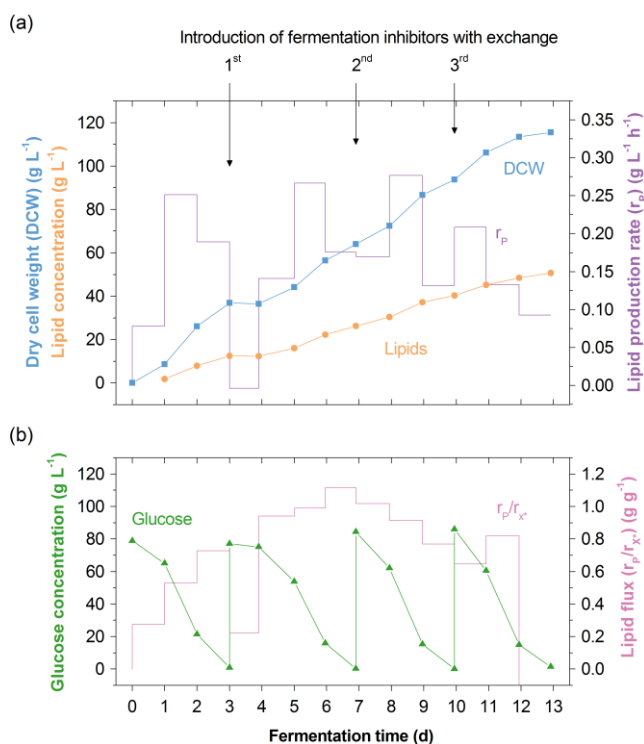 (a)
Introduction of fermentation inhibitors with exchange
1st 2nd 3rd
Dry cell weight (DCW) (g L⁻¹)
Lipid concentration (g L⁻¹)
120
100
80
60
40
20
0
DCW
rP
Lipids
0.35
0.30
0.25
0.20
0.15
0.10
0.05
0.00
Lipid production rate (rP) (g L⁻¹ h⁻¹)
(b)
Glucose concentration (g L⁻¹)
120
100
80
60
40
20
0
Glucose
rP/rX*
1.2
1.0
0.8
0.6
0.4
0.2
0.0
Lipid flux (rP/rX*) (g g⁻¹)
0 1 2 3 4 5 6 7 8 9 10 11 12 13
Fermentation time (d)